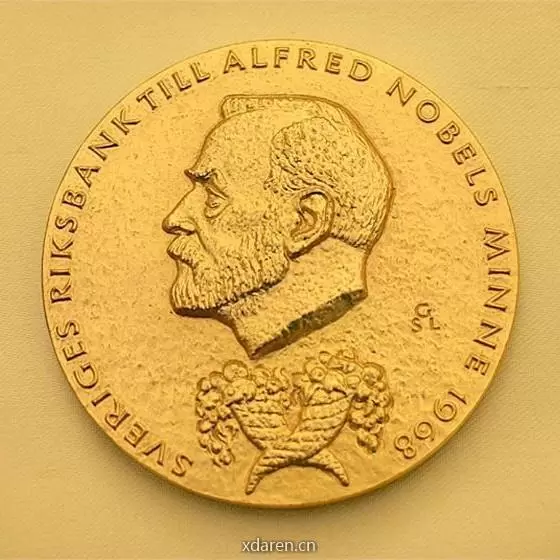 SVERIGES RIKSBANK TILL ALFRED NOBELS MINNE 1968
G
S L
xdaren.cn